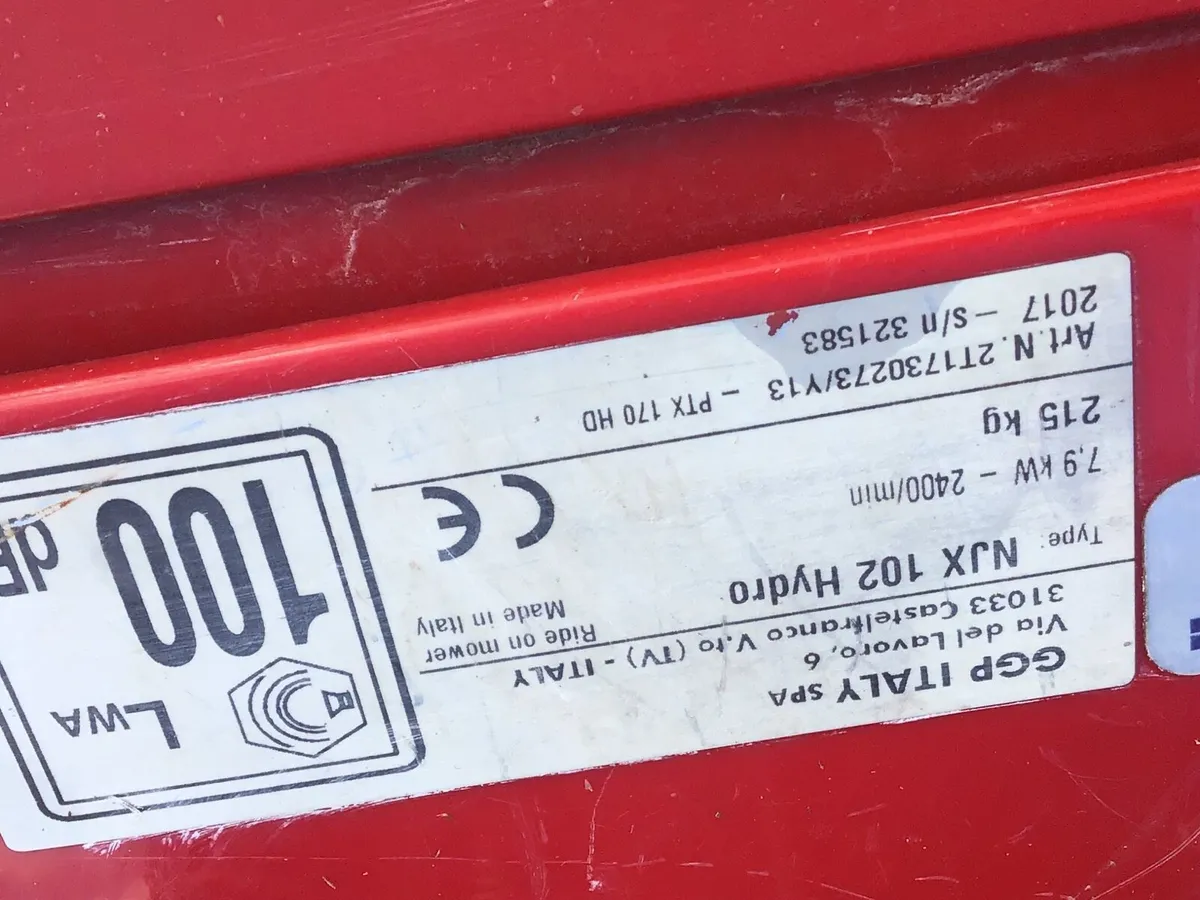 GGP ITALY SPA
Via del Lavoro, 6
31033 Castelfranco V.to (TV) - ITALY
Type: NJX 102 Hydro
Ride on mower
Made in Italy
7,9 kW - 2400/min
215 kg
CE
Art.N. 2T1730273/Y13 - PTX 170 HD
2017 - s/n 321583
LWA
100
dB